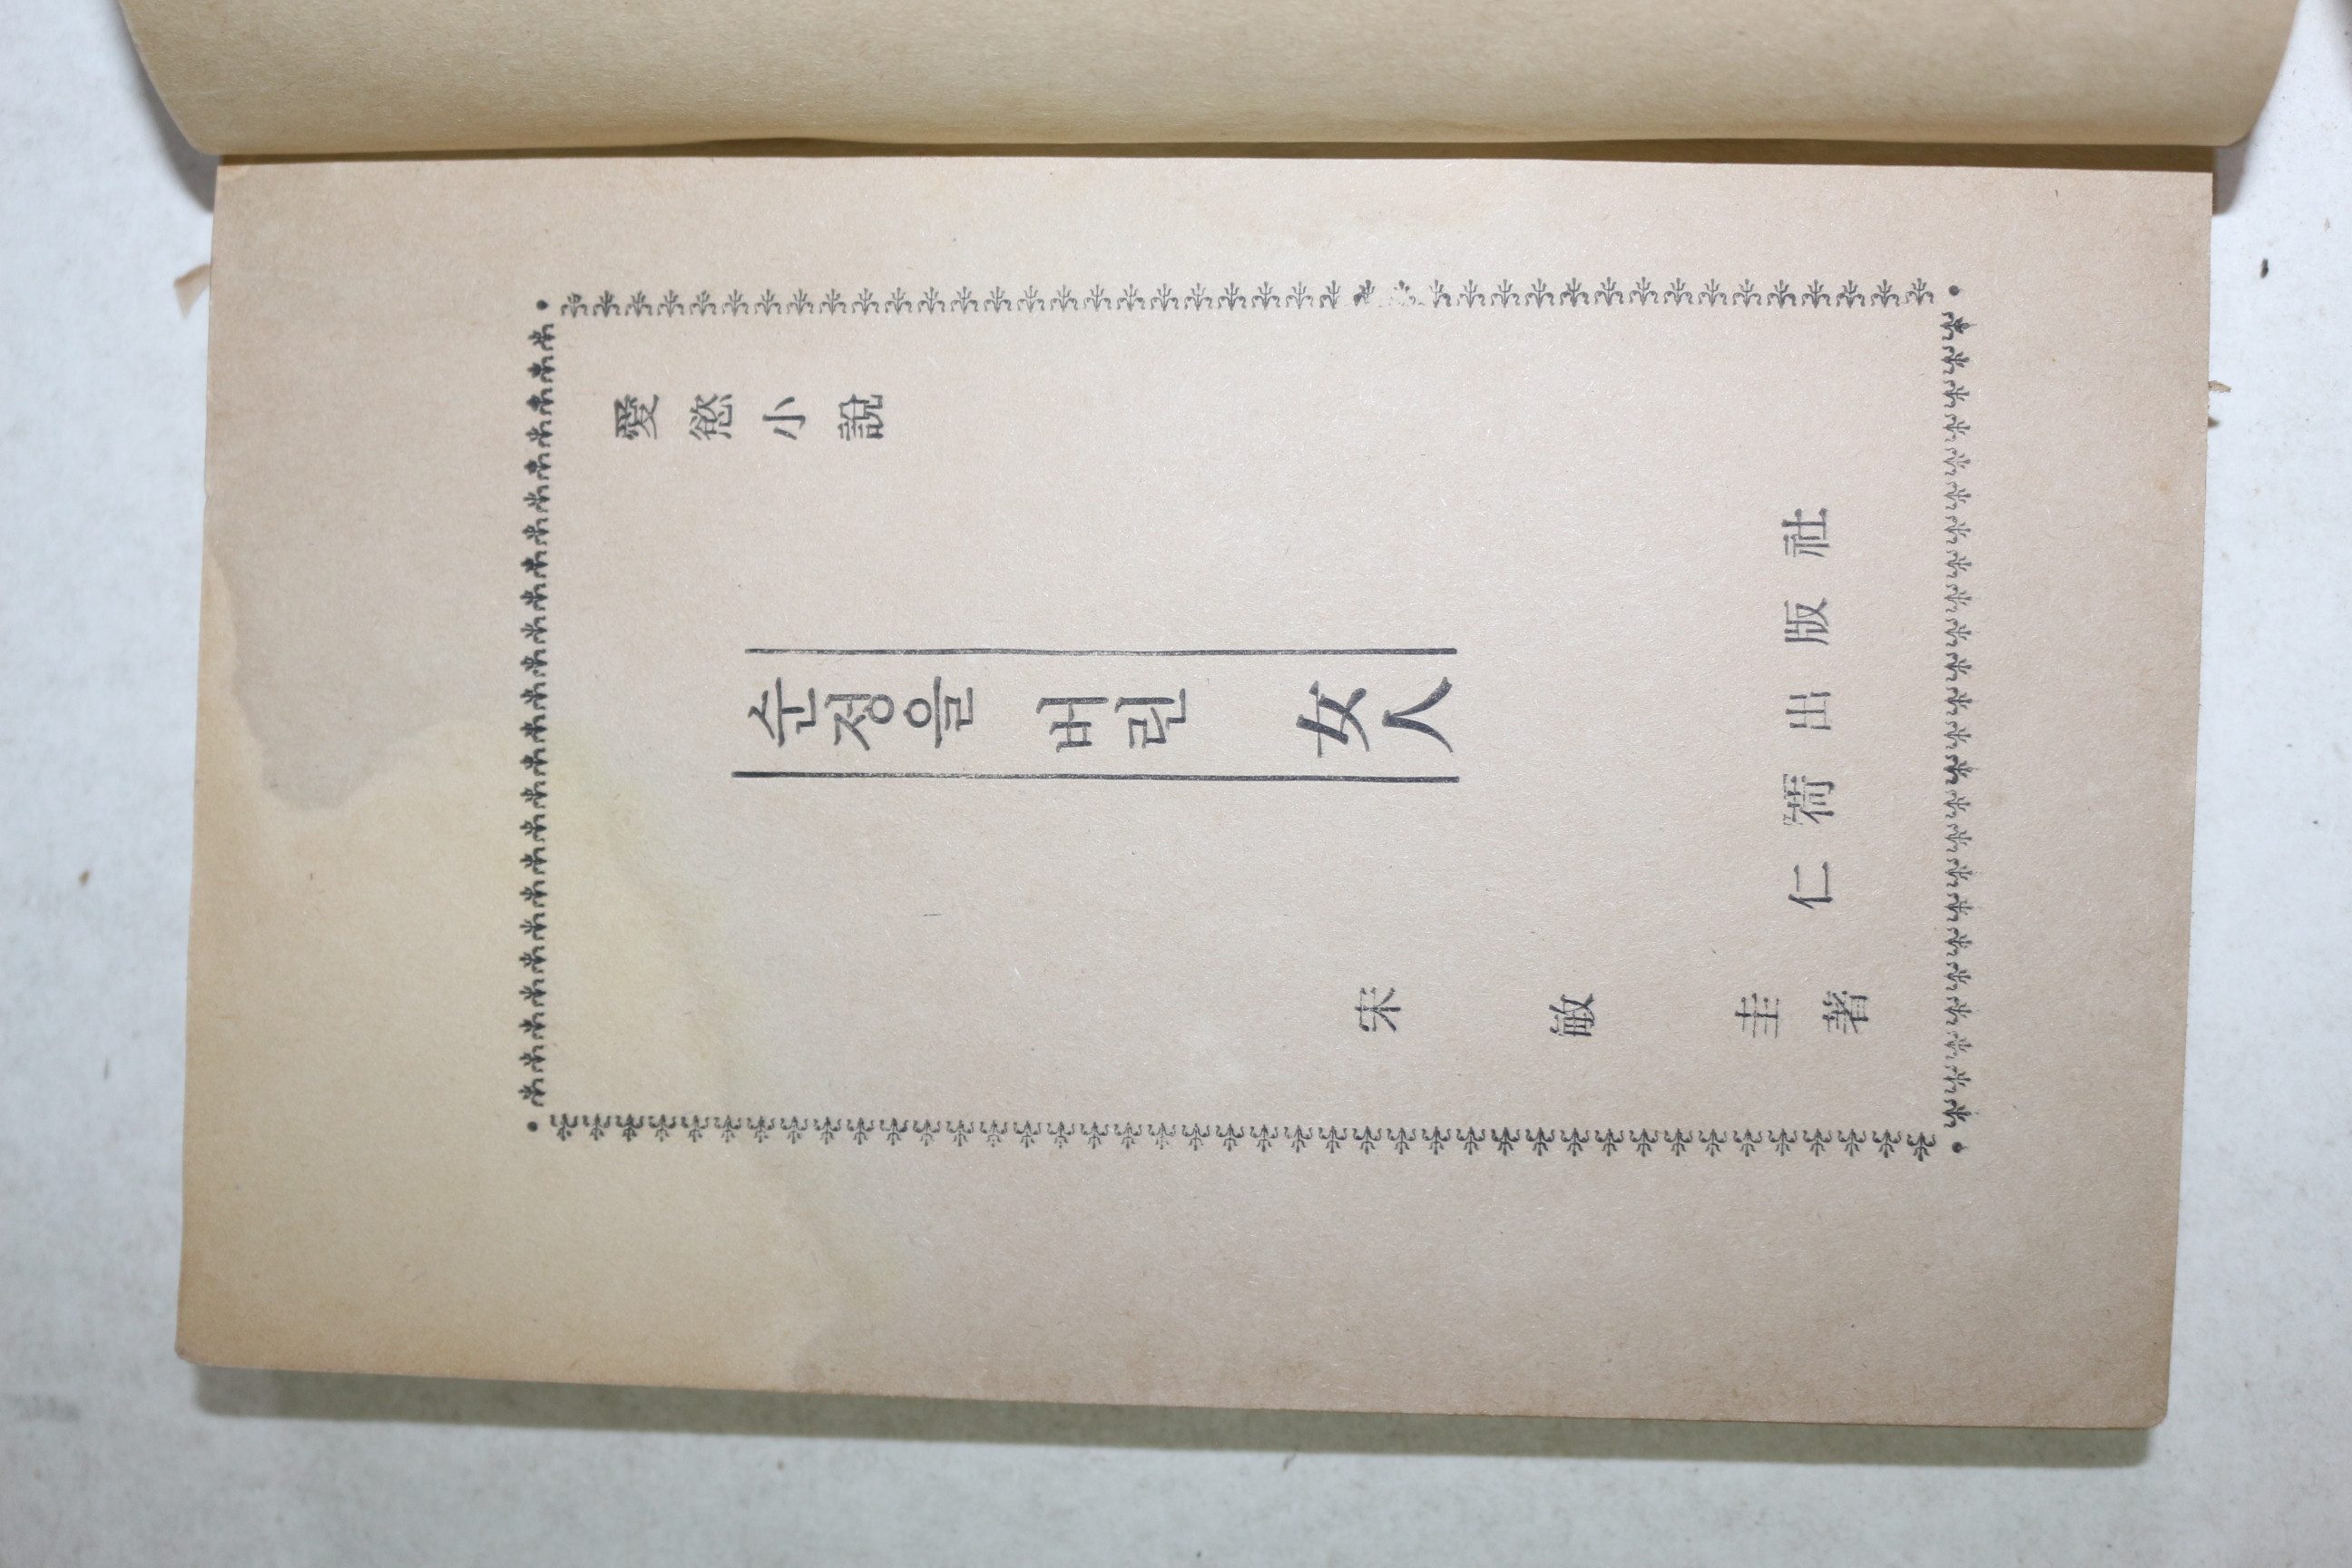 愛慾小說
순정을 버린 女人
宋敏圭著
仁荷出版社